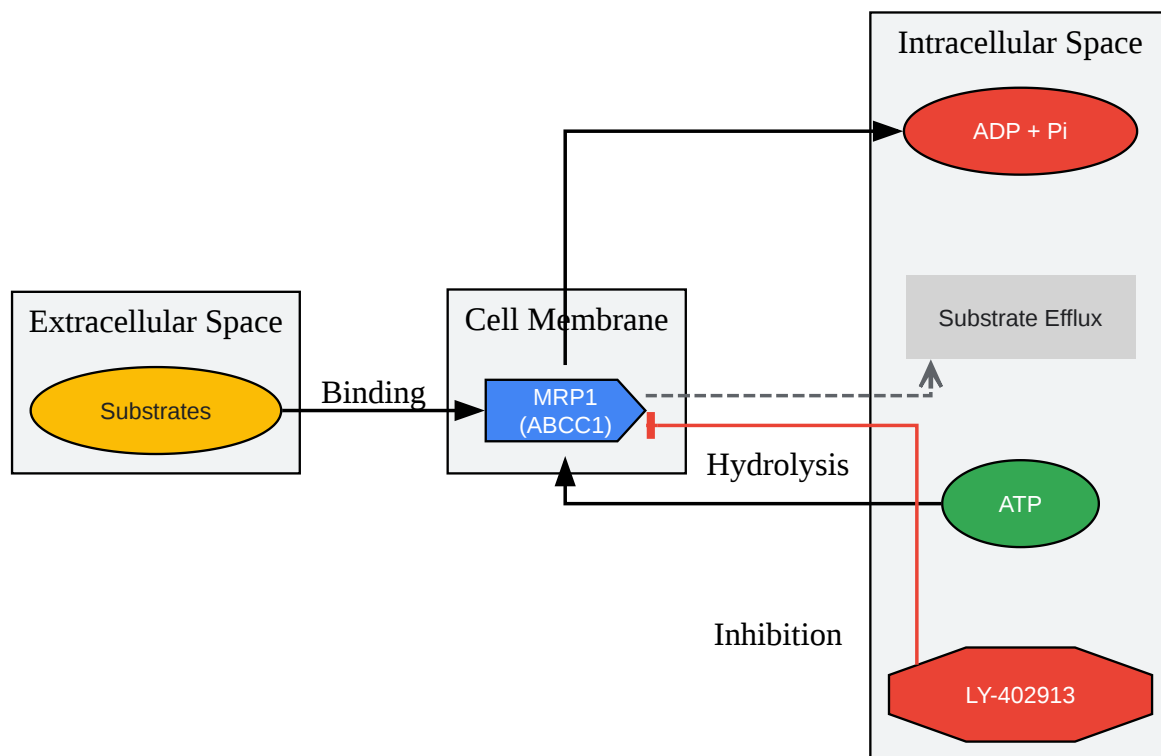 Intracellular Space
ADP + Pi
Extracellular Space
Cell Membrane
Substrate Efflux
Substrates
Binding
MRP1
(ABCC1)
Hydrolysis
ATP
Inhibition
LY-402913